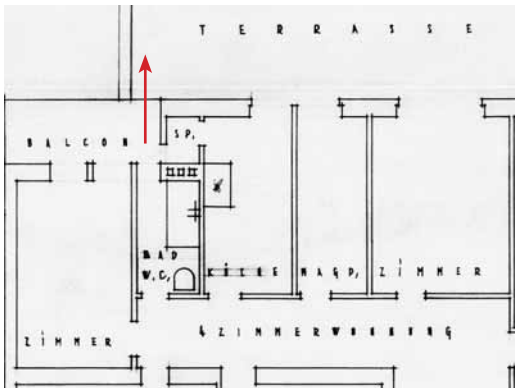 TERRASSE
BALCON
SP.
BAD
W.C.
KÜCHE MAGD. ZIMMER
ZIMMER
4 ZIMMERWOHNUNG